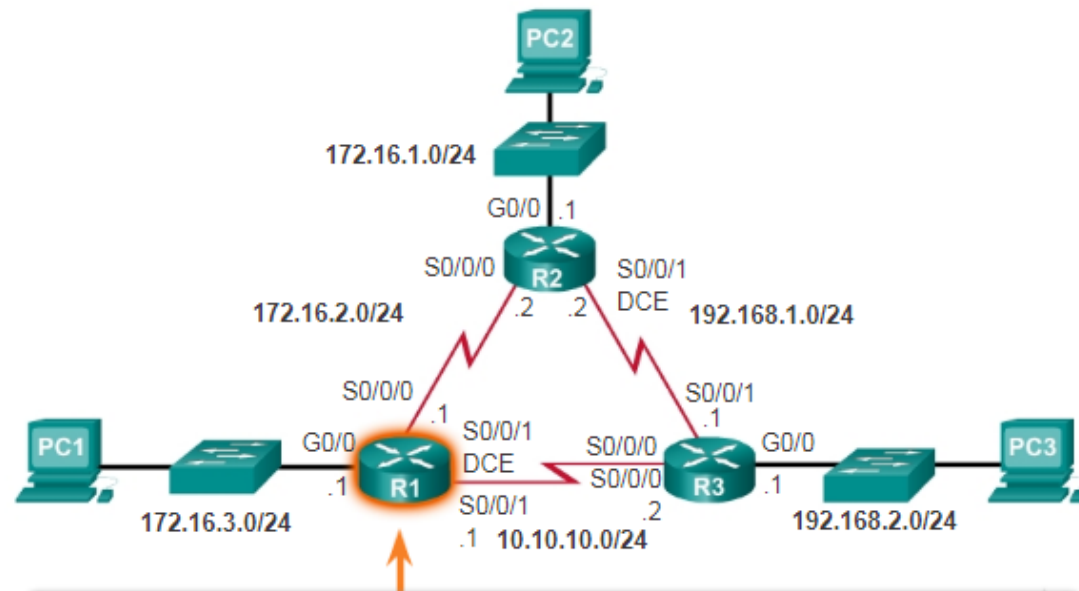 PC2
172.16.1.0/24
G0/0
.1
S0/0/0
R2
S0/0/1
DCE
172.16.2.0/24
.2
.2
192.168.1.0/24
S0/0/0
.1
S0/0/1
.1
PC1
G0/0
S0/0/1
DCE
S0/0/0
G0/0
PC3
.1
R1
S0/0/0
R3
.1
172.16.3.0/24
S0/0/1
.2
192.168.2.0/24
.1
10.10.10.0/24